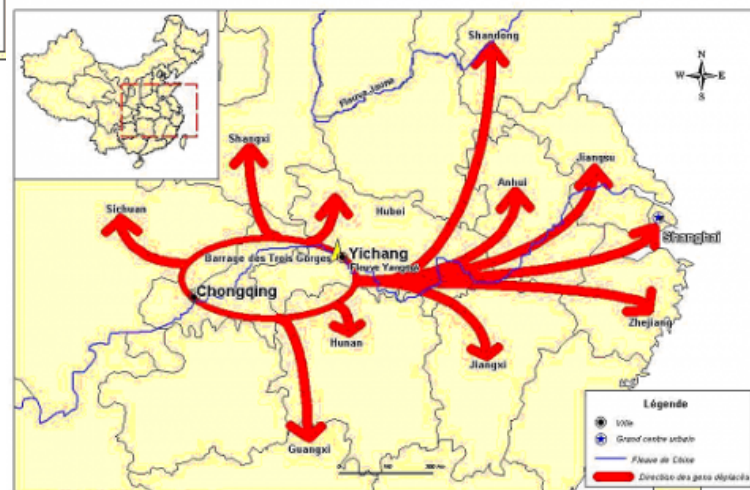 Shandong
N
W E
S
Fleuve Jaune
Shangxi
Jiangsu
Anhui
Sichuan
Hubei
Shanghai
Barrage des Trois Gorges
Yichang
Fleuve Yangtsé
Chongqing
Zhejiang
Hunan
Jiangxi
Guangxi
Légende
Ville
Grand centre urbain
Fleuve de Chine
Direction des gens déplacés